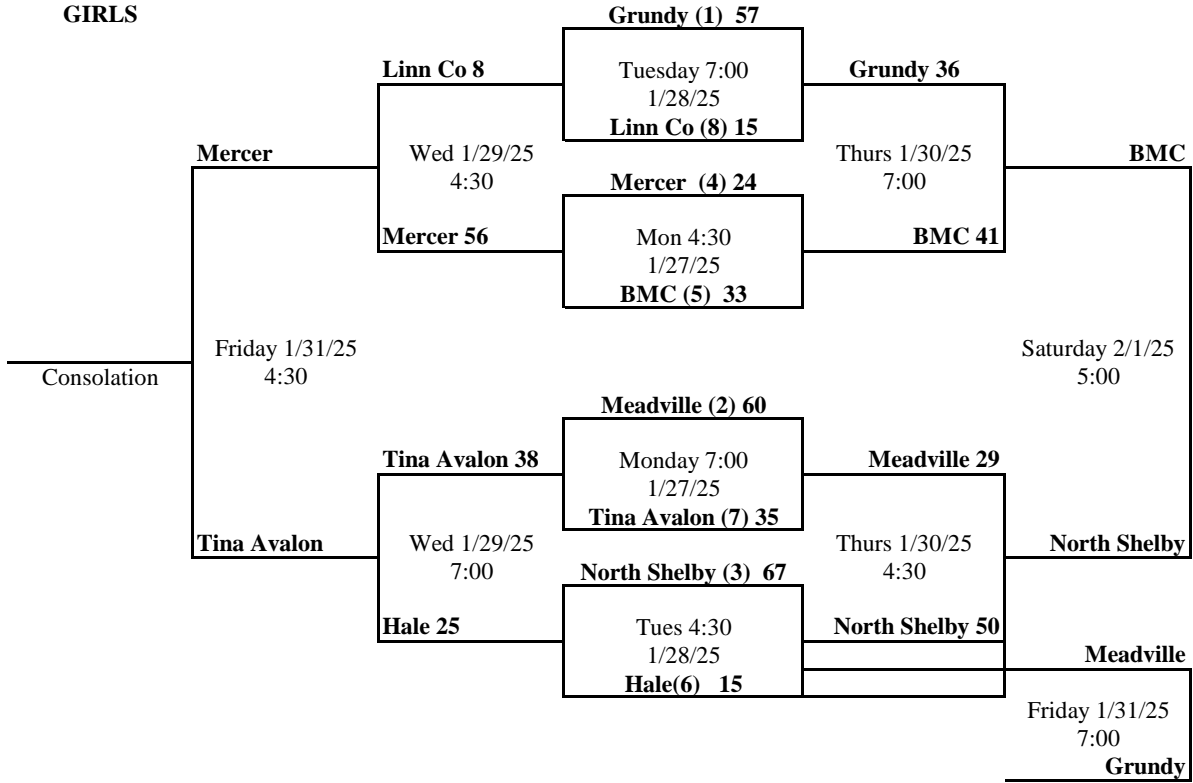 GIRLS
Grundy (1) 57
Linn Co 8
Tuesday 7:00
Grundy 36
1/28/25
Linn Co (8) 15
Mercer
Wed 1/29/25
Thurs 1/30/25
BMC
4:30
Mercer (4) 24
7:00
Mercer 56
Mon 4:30
BMC 41
1/27/25
BMC (5) 33
Friday 1/31/25
Saturday 2/1/25
Consolation
4:30
5:00
Meadville (2) 60
Tina Avalon 38
Monday 7:00
Meadville 29
1/27/25
Tina Avalon (7) 35
Tina Avalon
Wed 1/29/25
Thurs 1/30/25
North Shelby
7:00
North Shelby (3) 67
4:30
Hale 25
Tues 4:30
North Shelby 50
1/28/25
Meadville
Hale(6) 15
Friday 1/31/25
7:00
Grundy